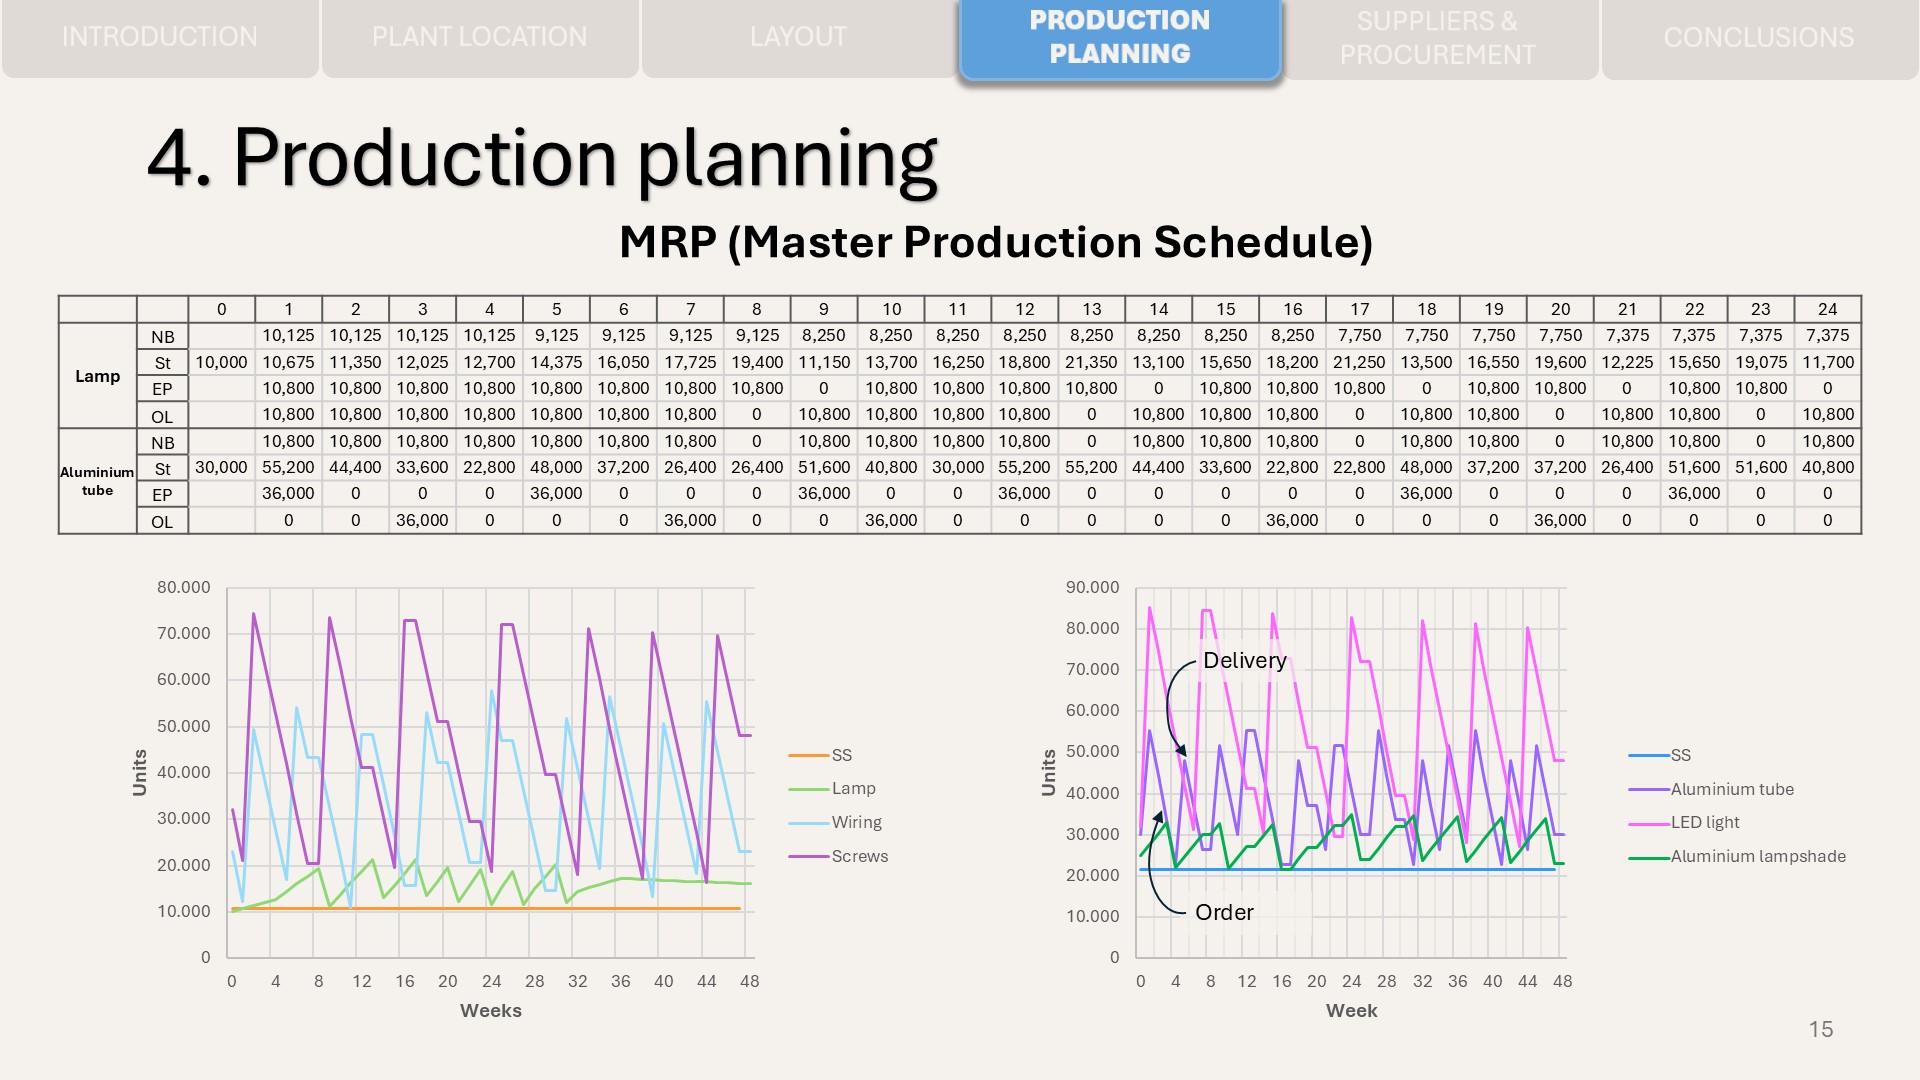 INTRODUCTION
PLANT LOCATION
LAYOUT
PRODUCTION
PLANNING
SUPPLIERS &
PROCUREMENT
CONCLUSIONS
4. Production planning
MRP (Master Production Schedule)
0 1 2 3 4 5 6 7 8 9 10 11 12 13 14 15 16 17 18 19 20 21 22 23 24
Lamp
NB 10,125 10,125 10,125 10,125 9,125 9,125 9,125 9,125 8,250 8,250 8,250 8,250 8,250 8,250 8,250 8,250 7,750 7,750 7,750 7,750 7,375 7,375 7,375 7,375
St 10,000 10,675 11,350 12,025 12,700 14,375 16,050 17,725 19,400 11,150 13,700 16,250 18,800 21,350 13,100 15,650 18,200 21,250 13,500 16,550 19,600 12,225 15,650 19,075 11,700
EP 10,800 10,800 10,800 10,800 10,800 10,800 10,800 10,800 0 10,800 10,800 10,800 10,800 0 10,800 10,800 10,800 0 10,800 10,800 0 10,800 10,800 0
OL 10,800 10,800 10,800 10,800 10,800 10,800 10,800 0 10,800 10,800 10,800 10,800 0 10,800 10,800 10,800 0 10,800 10,800 0 10,800 10,800 0 10,800
Aluminium
tube
NB 10,800 10,800 10,800 10,800 10,800 10,800 10,800 0 10,800 10,800 10,800 10,800 0 10,800 10,800 10,800 0 10,800 10,800 0 10,800 10,800 0 10,800
St 30,000 55,200 44,400 33,600 22,800 48,000 37,200 26,400 26,400 51,600 40,800 30,000 55,200 55,200 44,400 33,600 22,800 22,800 48,000 37,200 37,200 26,400 51,600 51,600 40,800
EP 36,000 0 0 0 36,000 0 0 0 36,000 0 0 36,000 0 0 0 0 0 36,000 0 0 0 36,000 0 0
OL 0 0 36,000 0 0 0 36,000 0 0 36,000 0 0 0 0 0 36,000 0 0 0 36,000 0 0 0 0
80.000
70.000
60.000
50.000
40.000
30.000
20.000
10.000
0
Units
0 4 8 12 16 20 24 28 32 36 40 44 48
Weeks
SS
Lamp
Wiring
Screws
90.000
80.000
70.000
60.000
50.000
40.000
30.000
20.000
10.000
0
Units
Delivery
Order
0 4 8 12 16 20 24 28 32 36 40 44 48
Week
SS
Aluminium tube
LED light
Aluminium lampshade
15